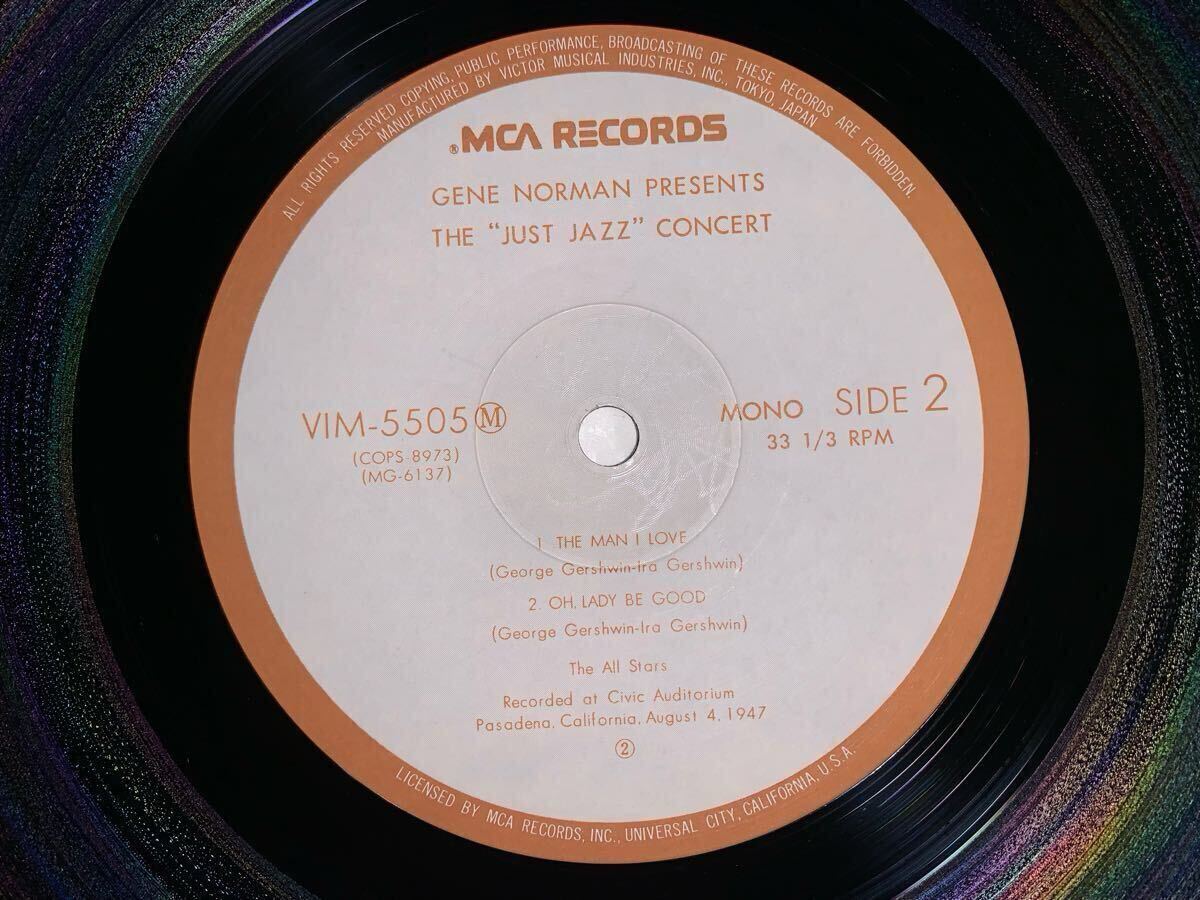 ALL RIGHTS RESERVED COPYING, PUBLIC PERFORMANCE, BROADCASTING OF THESE RECORDS ARE FORBIDDEN.
MANUFACTURED BY VICTOR MUSICAL INDUSTRIES, INC., TOKYO, JAPAN
®MCA RECORDS
GENE NORMAN PRESENTS
THE “JUST JAZZ” CONCERT
VIM-5505 Ⓜ
(COPS-8973)
(MG-6137)
MONO SIDE 2
33 1/3 RPM
1. THE MAN I LOVE
(George Gershwin-Ira Gershwin)
2. OH, LADY BE GOOD
(George Gershwin-Ira Gershwin)
The All Stars
Recorded at Civic Auditorium
Pasadena, California, August 4, 1947
②
LICENSED BY MCA RECORDS, INC., UNIVERSAL CITY, CALIFORNIA, U.S.A.